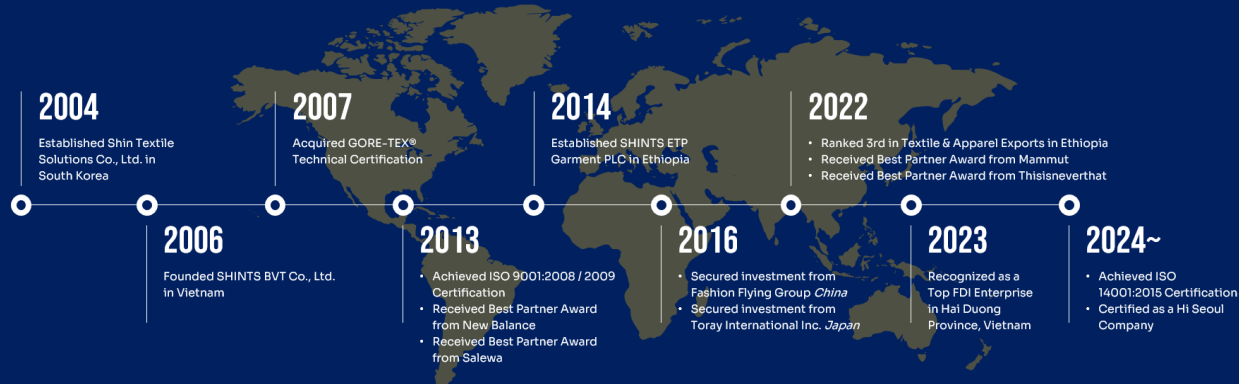 2004
Established Shin Textile
Solutions Co., Ltd. in
South Korea
2006
Founded SHINTS BVT Co., Ltd.
in Vietnam
2007
Acquired GORE-TEX®
Technical Certification
2013
• Achieved ISO 9001:2008 / 2009
Certification
• Received Best Partner Award
from New Balance
• Received Best Partner Award
from Salewa
2014
Established SHINTS ETP
Garment PLC in Ethiopia
2016
• Secured investment from
Fashion Flying Group China
• Secured investment from
Toray International Inc. Japan
2022
• Ranked 3rd in Textile & Apparel Exports in Ethiopia
• Received Best Partner Award from Mammut
• Received Best Partner Award from Thisisneverthat
2023
Recognized as a
Top FDI Enterprise
in Hai Duong
Province, Vietnam
2024~
• Achieved ISO
14001:2015 Certification
• Certified as a Hi Seoul
Company